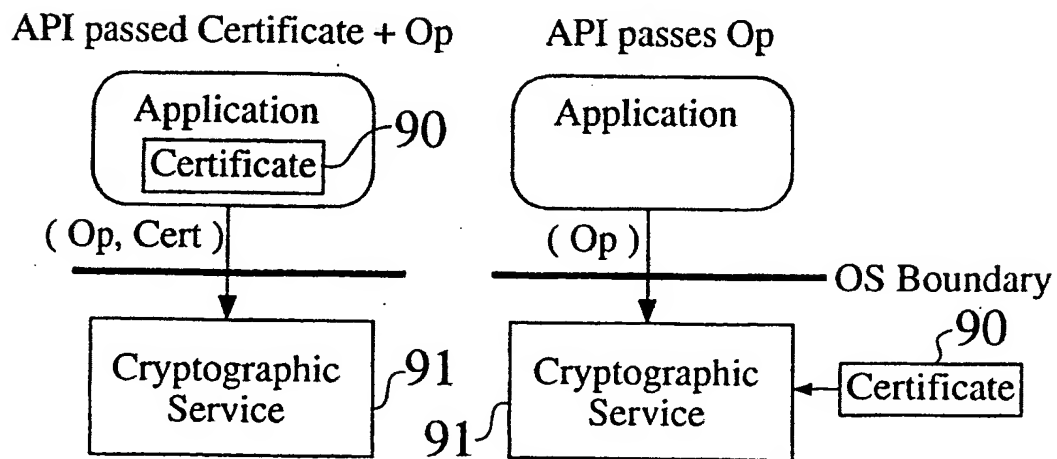 API passed Certificate + Op
Application
Certificate
90
( Op, Cert )
Cryptographic
Service
91
API passes Op
Application
( Op )
OS Boundary
Cryptographic
Service
91
90
Certificate